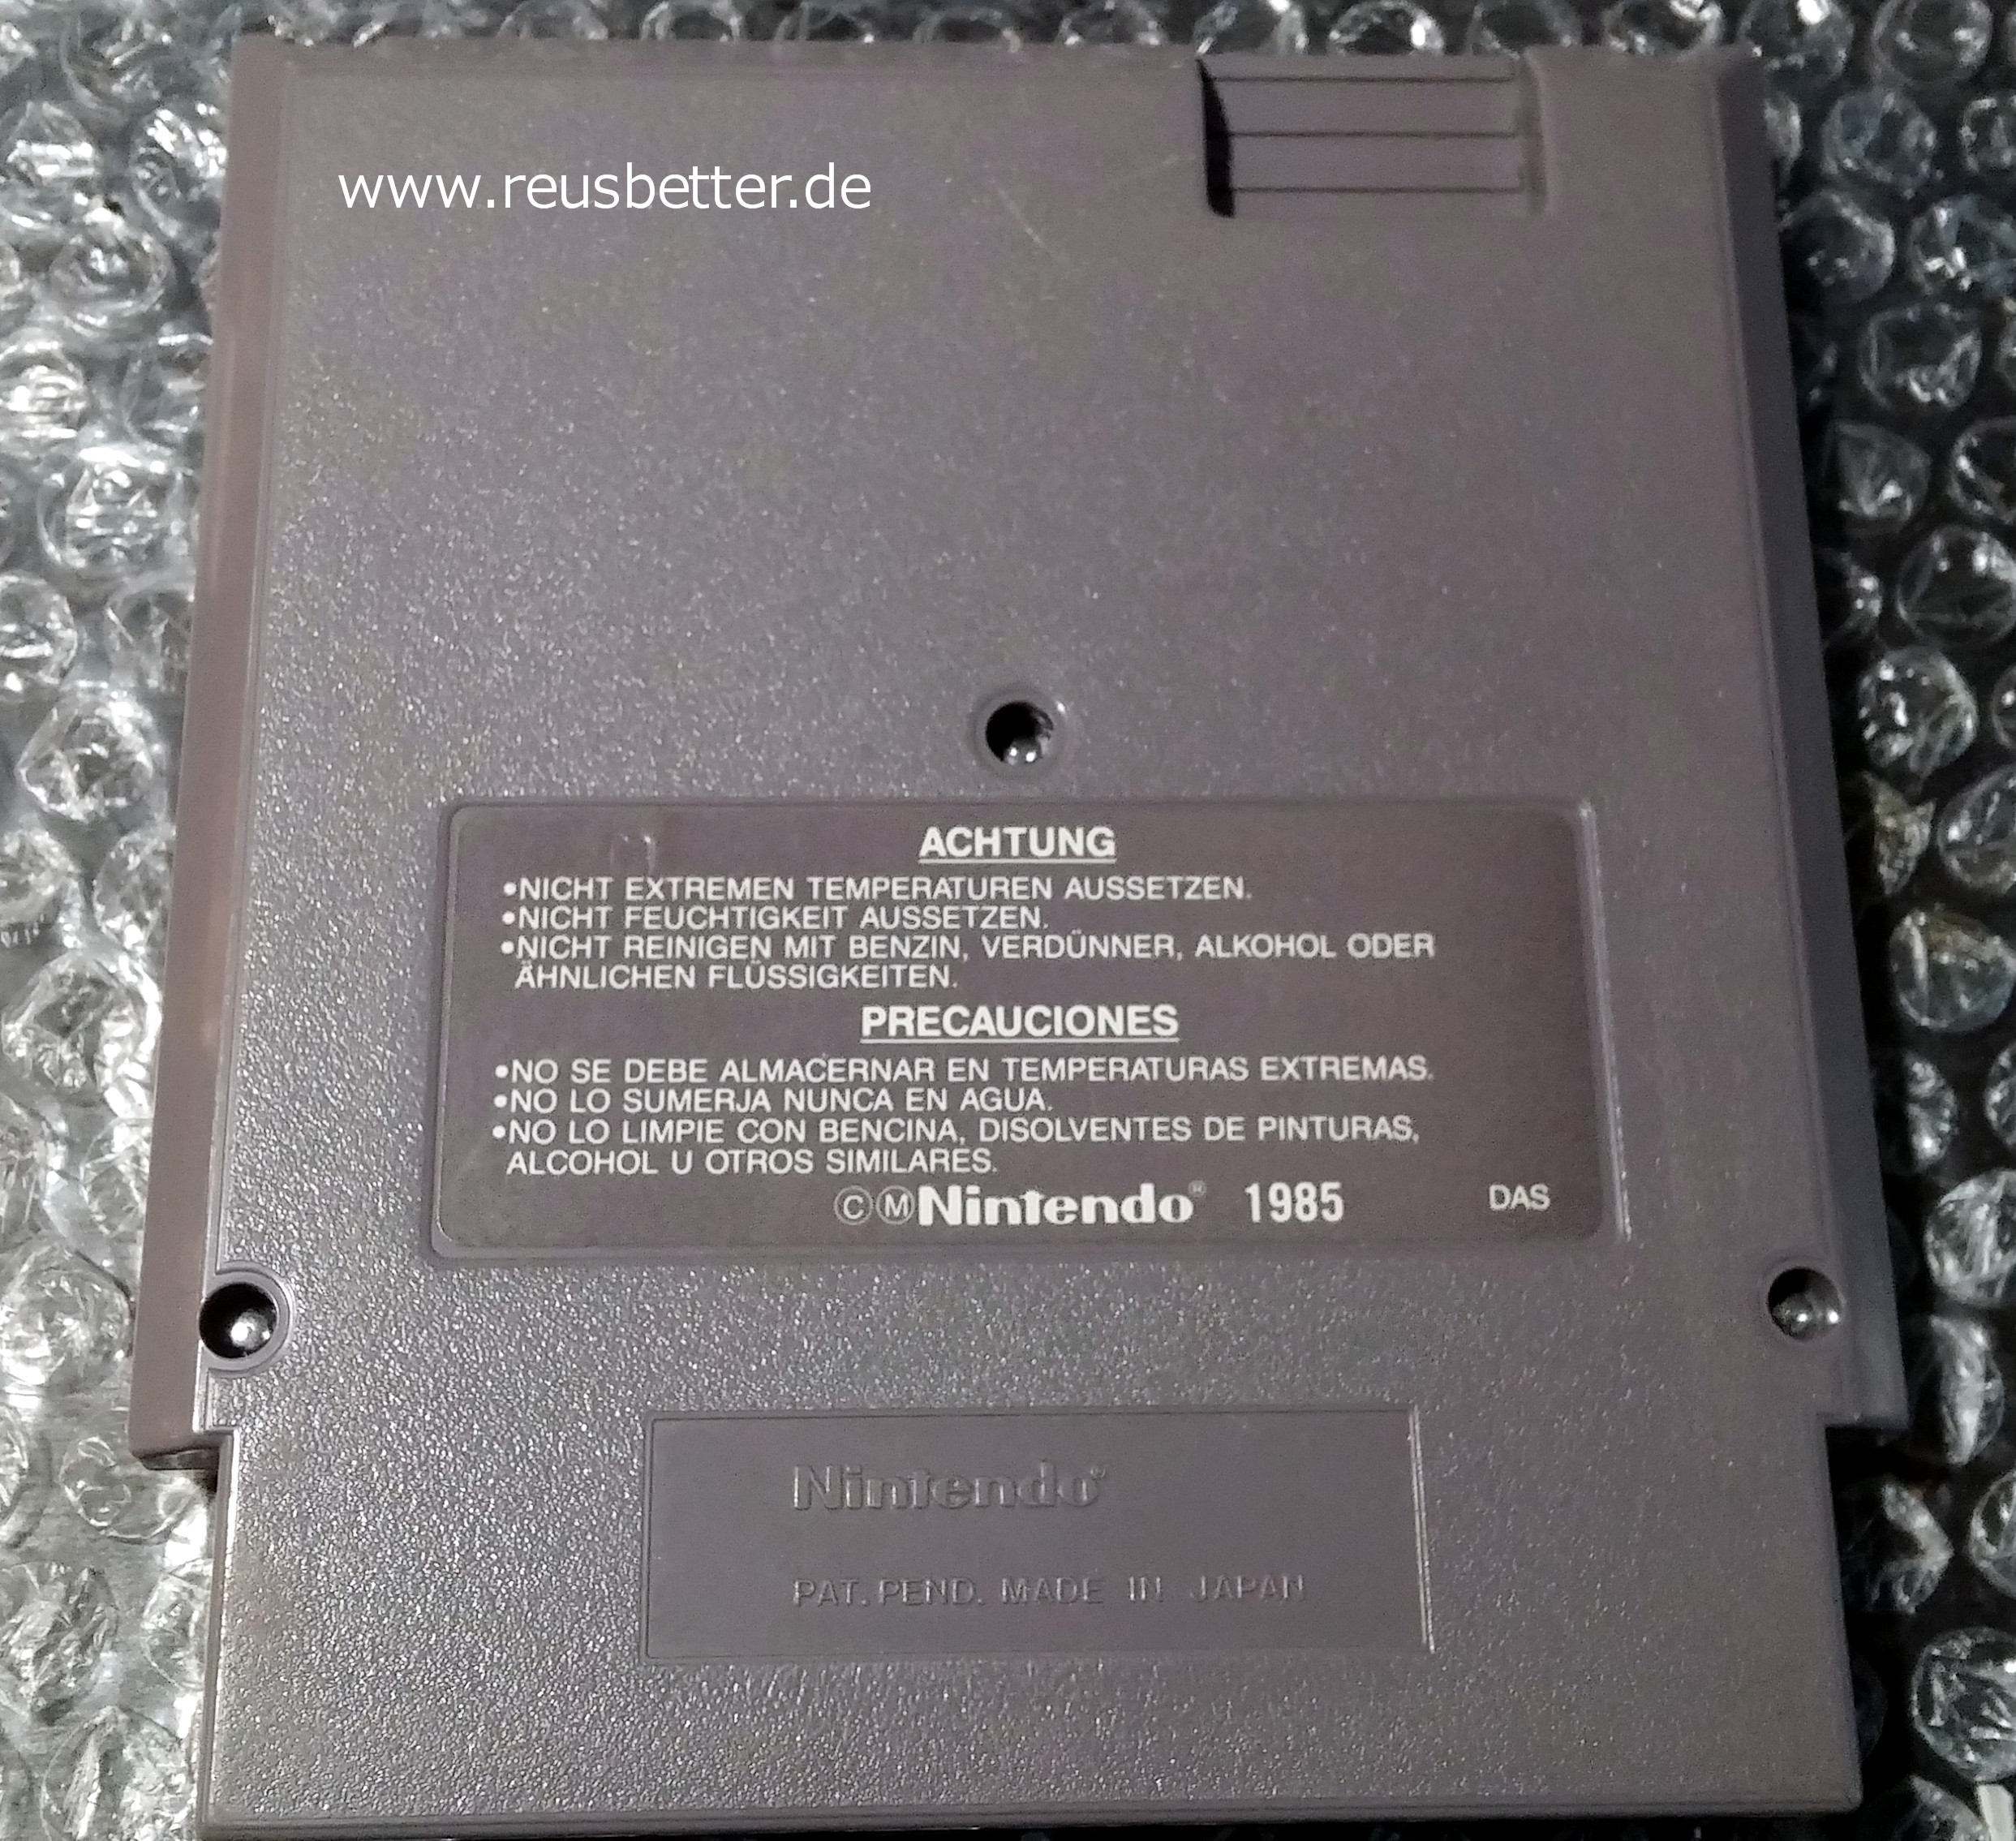 www.reusbetter.de
ACHTUNG
•NICHT EXTREMEN TEMPERATUREN AUSSETZEN.
•NICHT FEUCHTIGKEIT AUSSETZEN.
•NICHT REINIGEN MIT BENZIN, VERDÜNNER, ALKOHOL ODER
ÄHNLICHEN FLÜSSIGKEITEN.
PRECAUCIONES
•NO SE DEBE ALMACERNAR EN TEMPERATURAS EXTREMAS.
•NO LO SUMERJA NUNCA EN AGUA.
•NO LO LIMPIE CON BENCINA, DISOLVENTES DE PINTURAS,
ALCOHOL U OTROS SIMILARES.
©ⓂNintendo® 1985 DAS
Nintendo®
PAT. PEND. MADE IN JAPAN